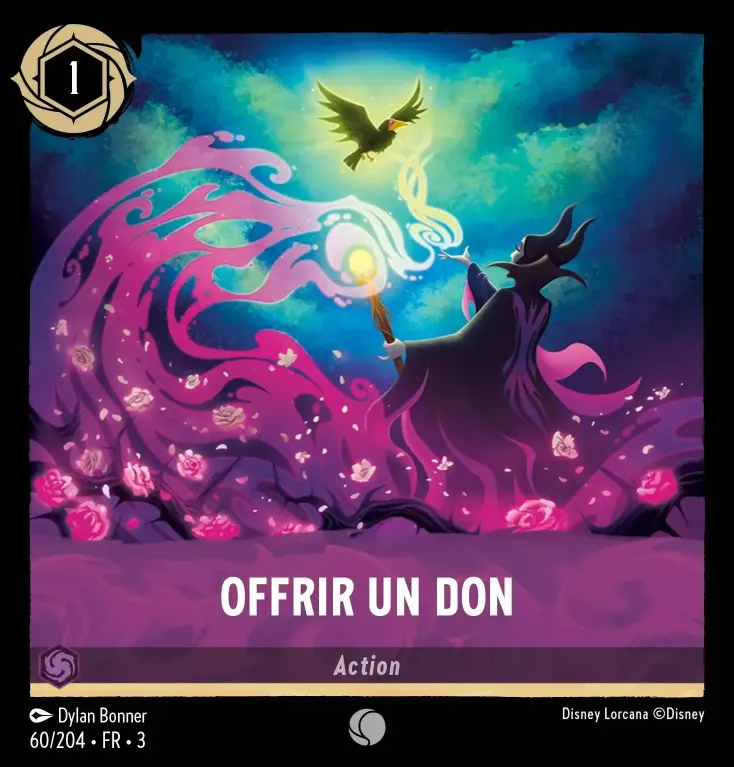 1
OFFRIR UN DON
Action
Dylan Bonner
Disney Lorcana ©Disney
60/204 • FR • 3